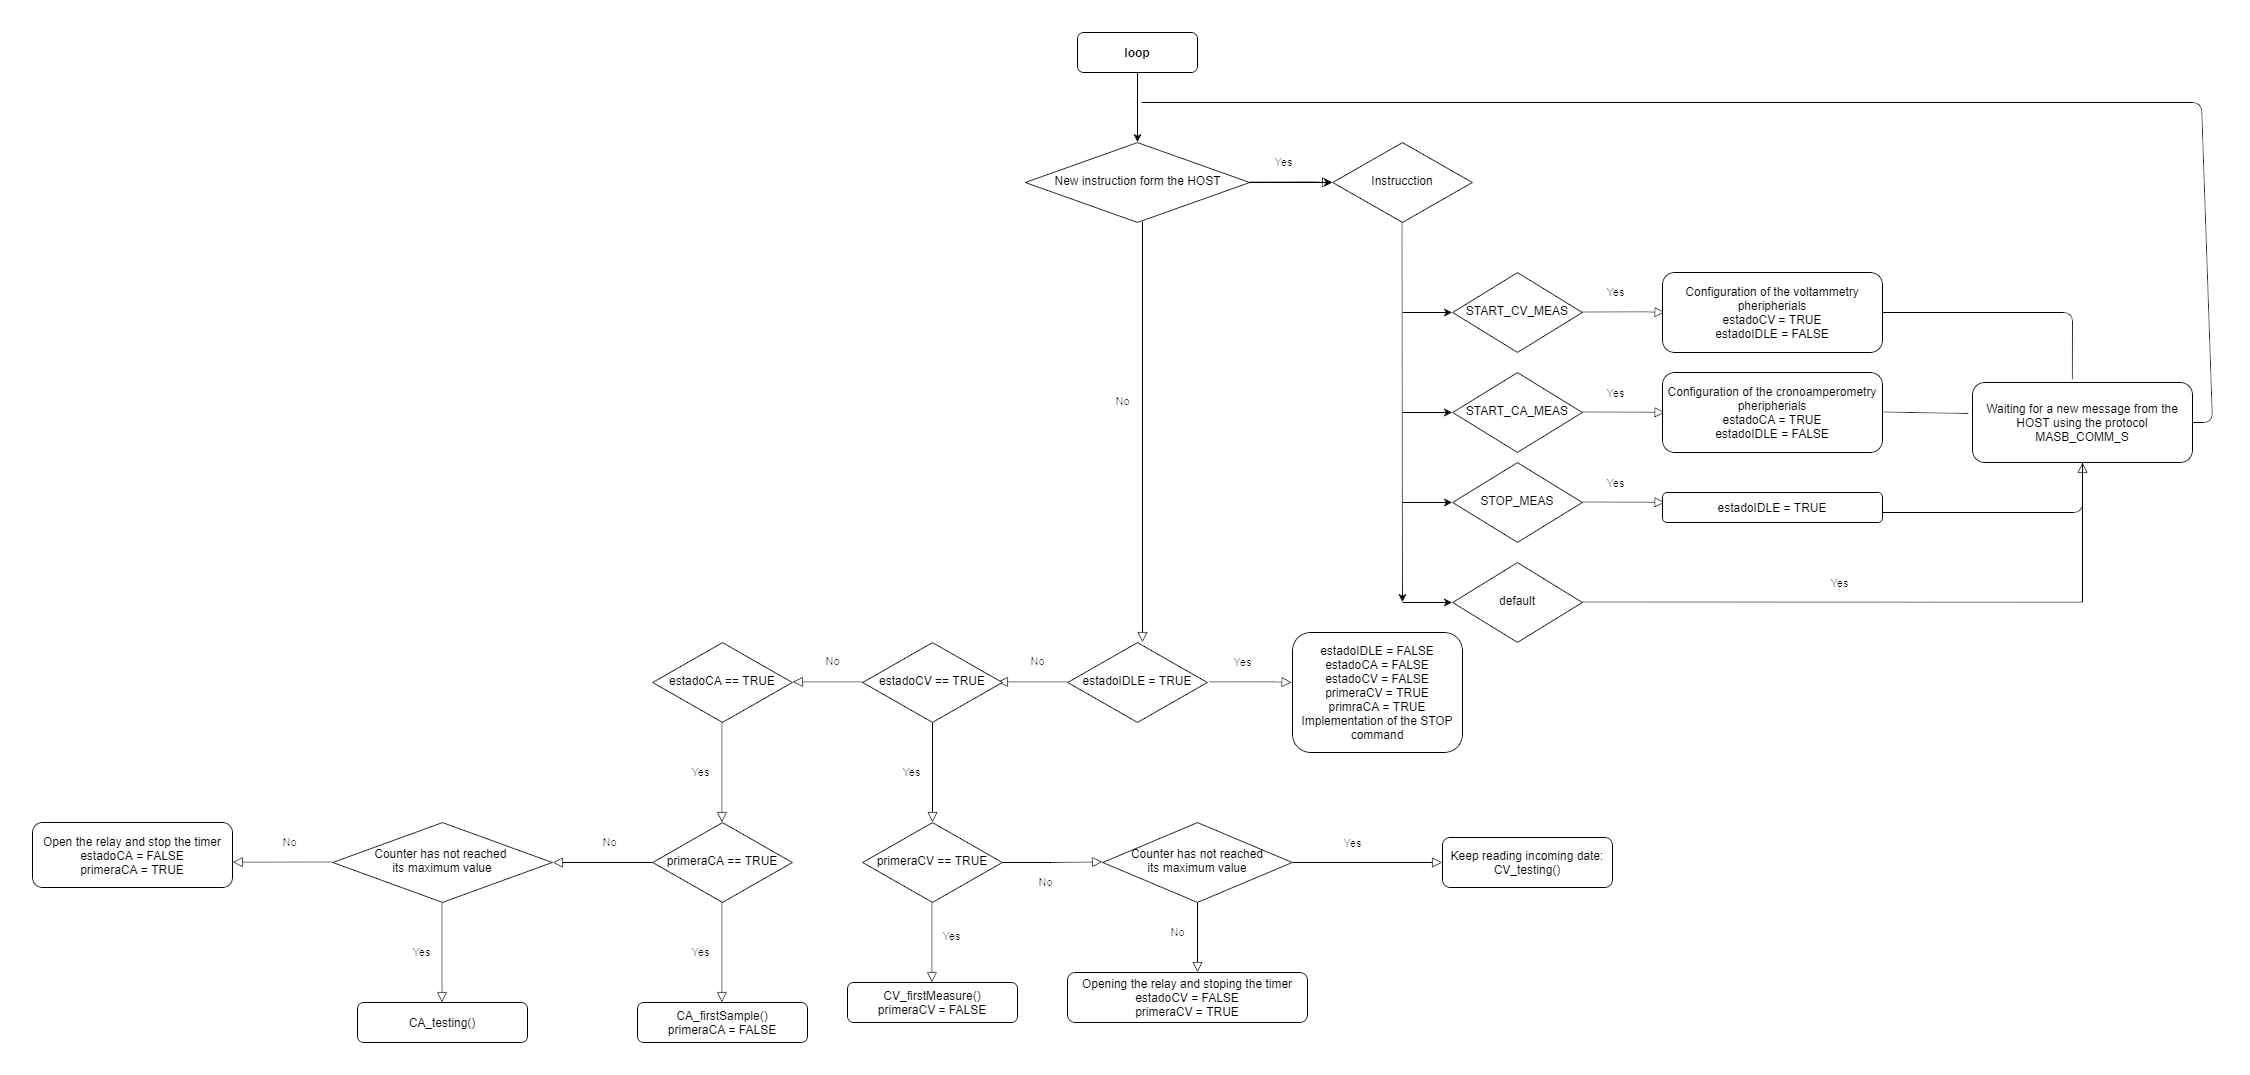 loop
New instruction form the HOST
Yes
Instrucction
START_CV_MEAS
Yes
Configuration of the voltammetry
pheripherials
estadoCV = TRUE
estadoIDLE = FALSE
START_CA_MEAS
Yes
Configuration of the cronoamperometry
pheripherials
estadoCA = TRUE
estadoIDLE = FALSE
Waiting for a new message from the
HOST using the protocol
MASB_COMM_S
STOP_MEAS
Yes
estadoIDLE = TRUE
default
Yes
No
estadoIDLE = TRUE
Yes
estadoIDLE = FALSE
estadoCA = FALSE
estadoCV = FALSE
primeraCV = TRUE
primraCA = TRUE
Implementation of the STOP
command
No
estadoCV == TRUE
No
estadoCA == TRUE
Yes
Yes
primeraCV == TRUE
No
Counter has not reached
its maximum value
Yes
Keep reading incoming date:
CV_testing()
Yes
CV_firstMeasure()
primeraCV = FALSE
No
Opening the relay and stoping the timer
estadoCV = FALSE
primeraCV = TRUE
primeraCA == TRUE
No
Counter has not reached
its maximum value
No
Open the relay and stop the timer
estadoCA = FALSE
primeraCA = TRUE
Yes
CA_testing()
Yes
CA_firstSample()
primeraCA = FALSE